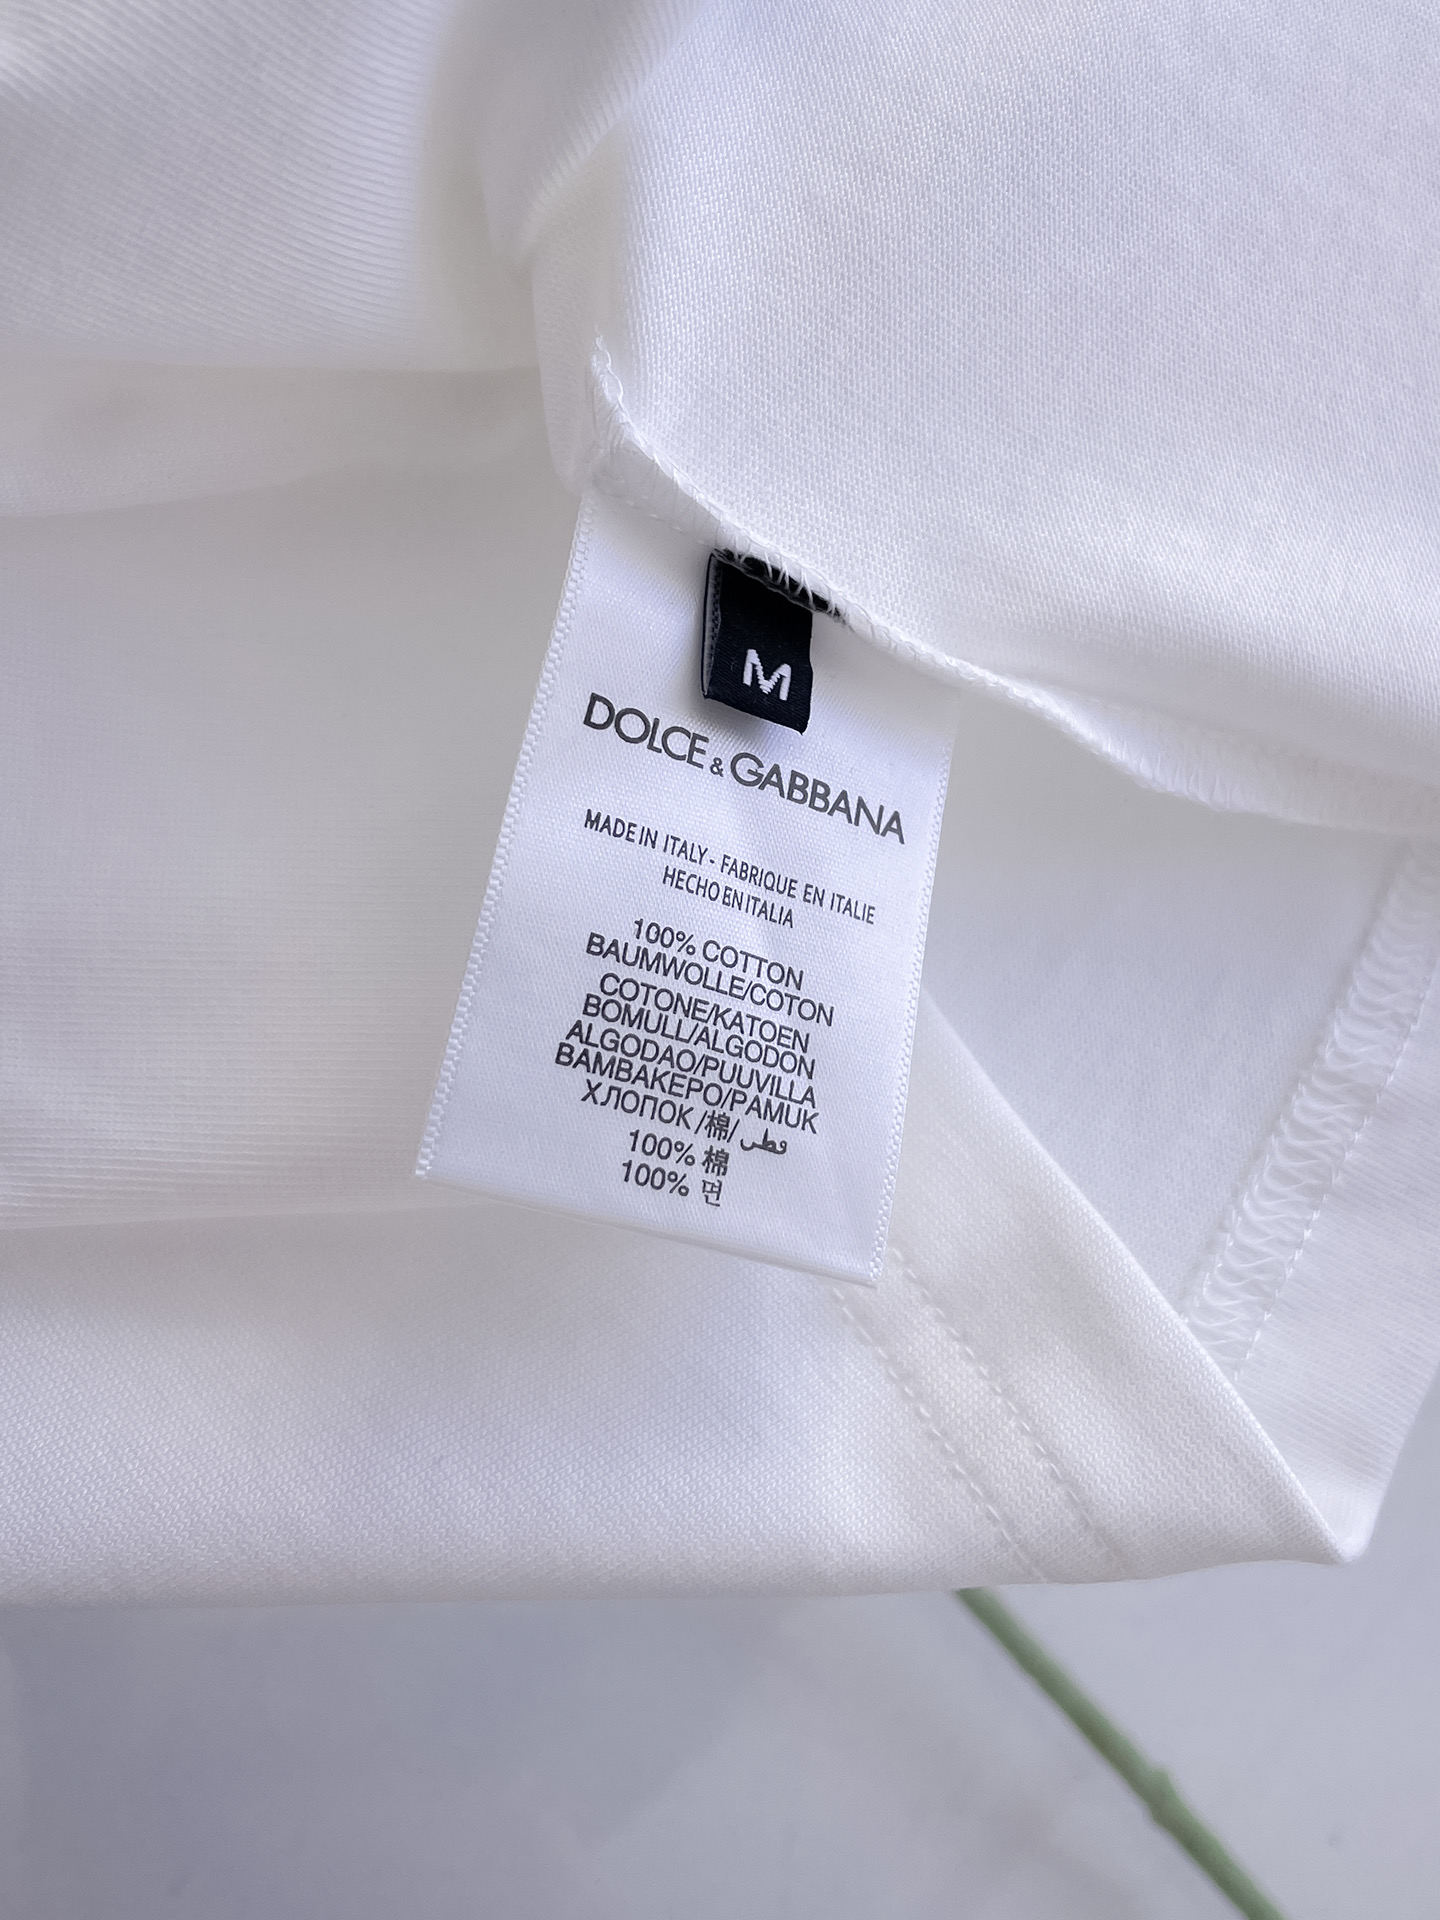 M
DOLCE & GABBANA
MADE IN ITALY - FABRIQUE EN ITALIE
HECHO EN ITALIA
100% COTTON
BAUMWOLLE/COTON
COTONE/KATOEN
BOMULL/ALGODON
ALGODAO/PUUVILLA
BAMBAKEPO/PAMUK
ХЛОПОК /棉/قطن
100% 棉
100% 면